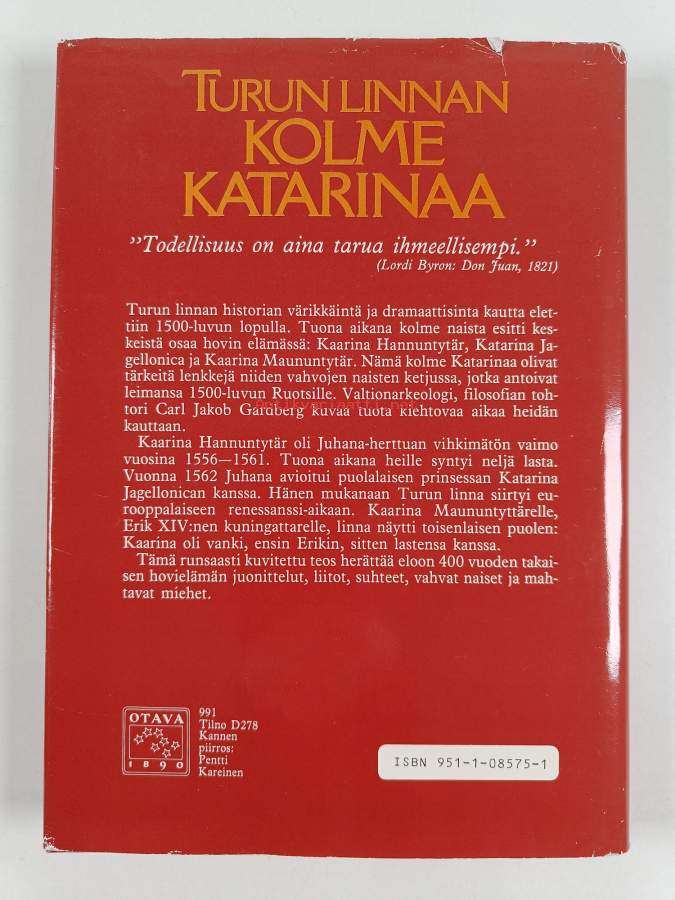 TURUN LINNAN
KOLME
KATARINAA
”Todellisuus on aina tarua ihmeellisempi.”
(Lordi Byron: Don Juan, 1821)
Turun linnan historian värikkäintä ja dramaattisinta kautta elet-
tiin 1500-luvun lopulla. Tuona aikana kolme naista esitti kes-
keistä osaa hovin elämässä: Kaarina Hannuntytär, Katarina Ja-
gellonica ja Kaarina Maununtytär. Nämä kolme Katarinaa olivat
tärkeitä lenkkejä niiden vahvojen naisten ketjussa, jotka antoivat
leimansa 1500-luvun Ruotsille. Valtionarkeologi, filosofian toh-
tori Carl Jakob Gardberg kuvaa tuota kiehtovaa aikaa heidän
kauttaan.
Kaarina Hannuntytär oli Juhana-herttuan vihkimätön vaimo
vuosina 1556—1561. Tuona aikana heille syntyi neljä lasta.
Vuonna 1562 Juhana avioitui puolalaisen prinsessan Katarina
Jagellonican kanssa. Hänen mukanaan Turun linna siirtyi eu-
rooppalaiseen renessanssi-aikaan. Kaarina Maununtyttärelle,
Erik XIV:nen kuningattarelle, linna näytti toisenlaisen puolen:
Kaarina oli vanki, ensin Erikin, sitten lastensa kanssa.
Tämä runsaasti kuvitettu teos herättää eloon 400 vuoden takai-
sen hovielämän juonittelut, liitot, suhteet, vahvat naiset ja mah-
tavat miehet.
OTAVA
1890
991
Tilno D278
Kannen
piirros:
Pentti
Kareinen
ISBN 951-1-08575-1